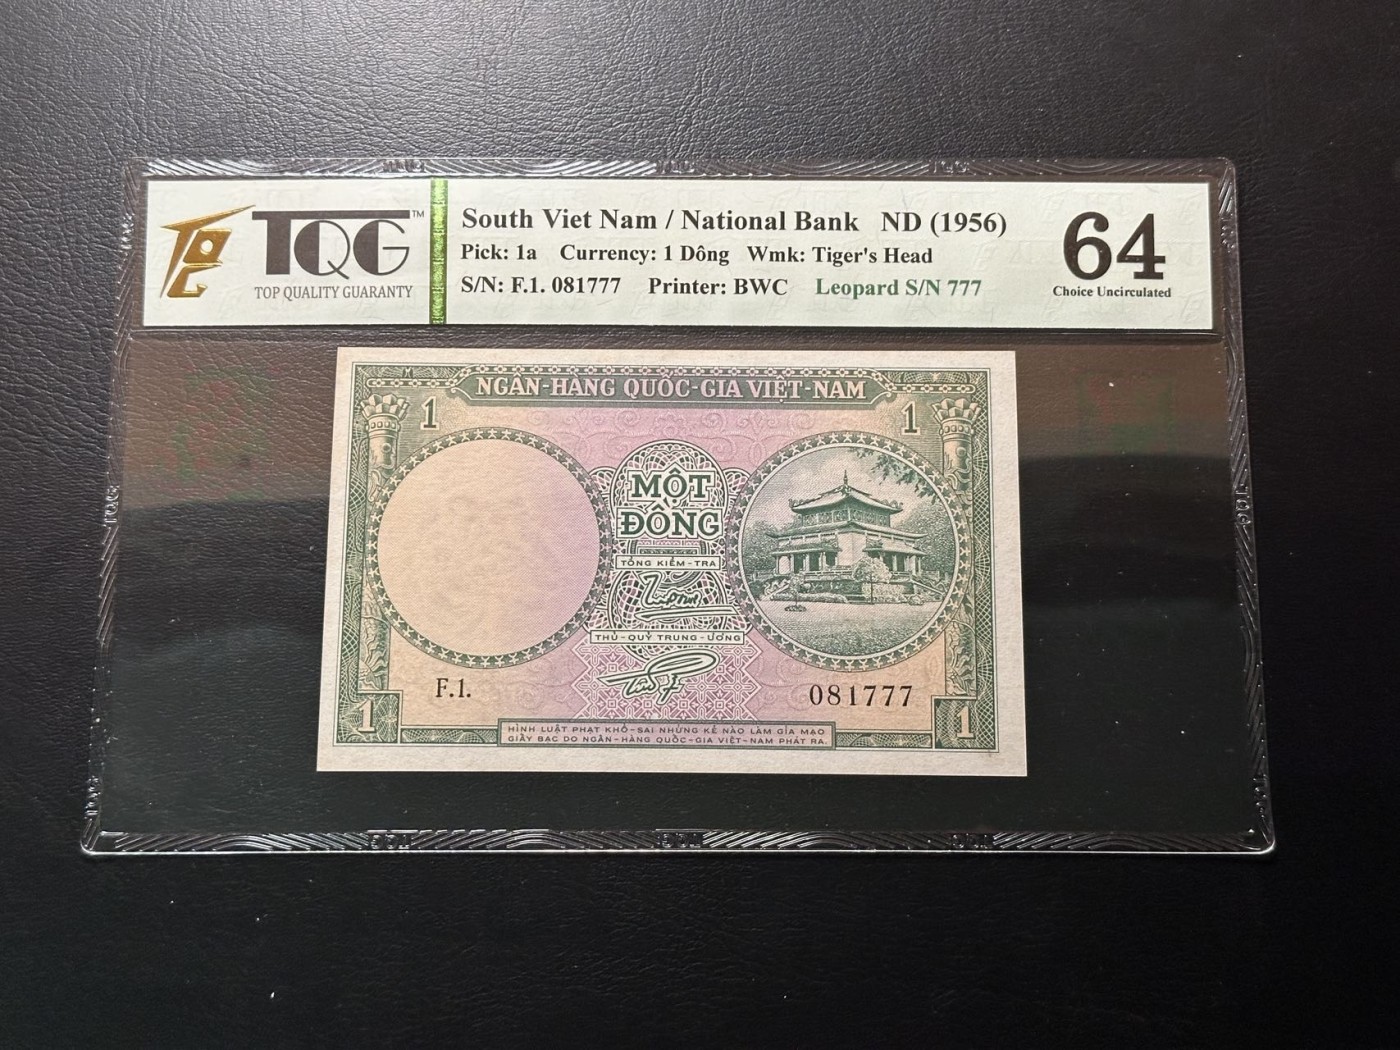 TQG™
TOP QUALITY GUARANTY
South Viet Nam / National Bank ND (1956)
Pick: 1a Currency: 1 Dông Wmk: Tiger's Head
S/N: F.1. 081777 Printer: BWC Leopard S/N 777
64
Choice Uncirculated
NGÂN-HÀNG QUỐC-GIA VIỆT-NAM
1
1
MỘT
ĐỒNG
TỔNG KIỂM-TRA
THỦ-QUỸ TRUNG-ƯƠNG
F.1.
081777
1
1
HÌNH LUẬT PHẠT KHỔ-SAI NHỮNG KẺ NÀO LÀM GIẢ MẠO
GIẤY BẠC DO NGÂN-HÀNG QUỐC-GIA VIỆT-NAM PHÁT RA.